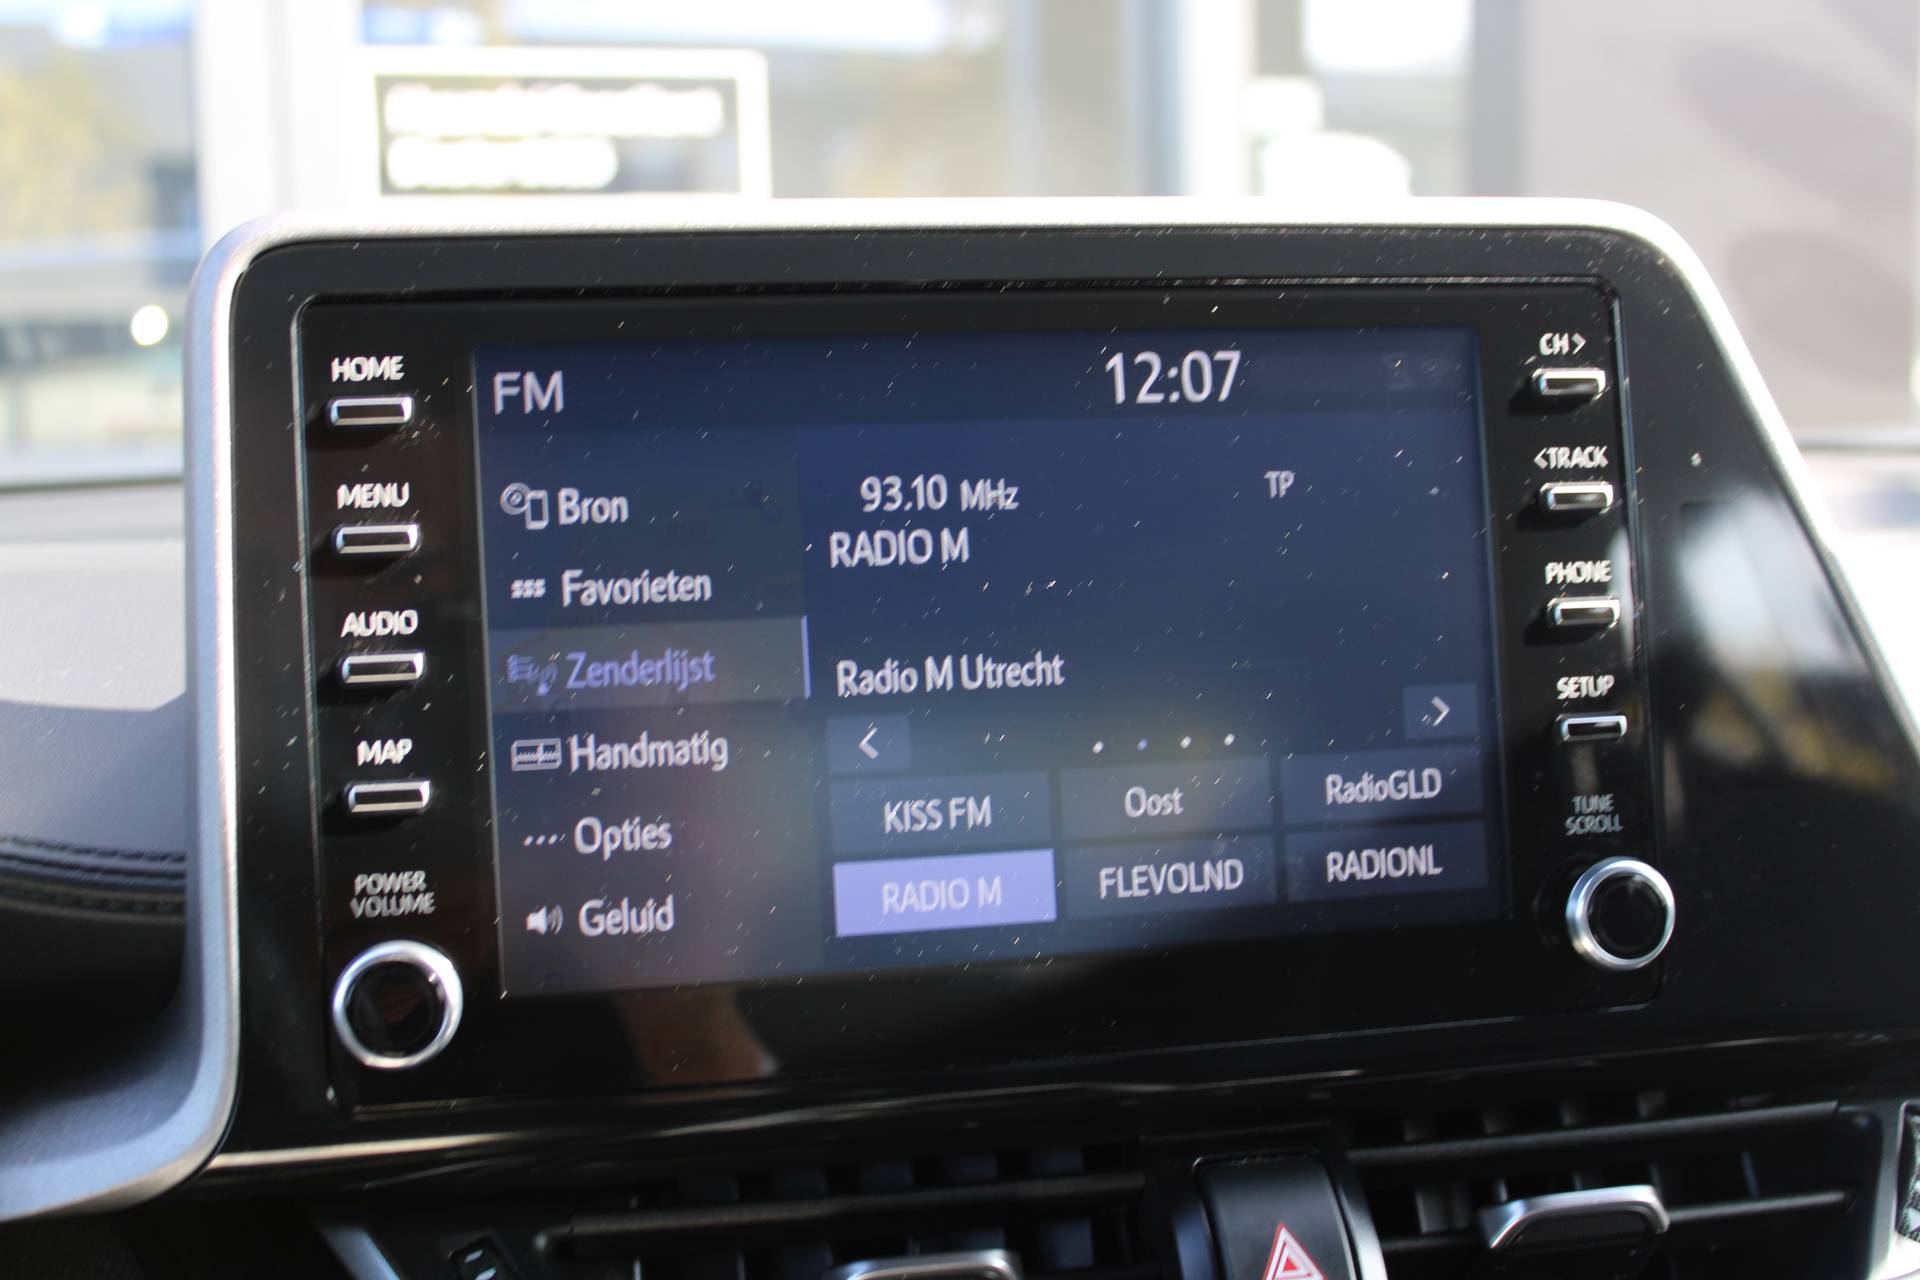 HOME
MENU
AUDIO
MAP
POWER
VOLUME
FM
12:07
Bron
Favorieten
Zenderlijst
Handmatig
Opties
Geluid
93.10 MHz
TP
RADIO M
Radio M Utrecht
<
>
KISS FM
Oost
RadioGLD
RADIO M
FLEVOLND
RADIONL
CH>
<TRACK
PHONE
SETUP
TUNE
SCROLL